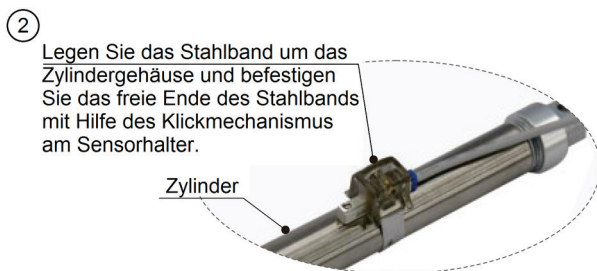 2
Legen Sie das Stahlband um das
Zylindergehäuse und befestigen
Sie das freie Ende des Stahlbands
mit Hilfe des Klickmechanismus
am Sensorhalter.
Zylinder